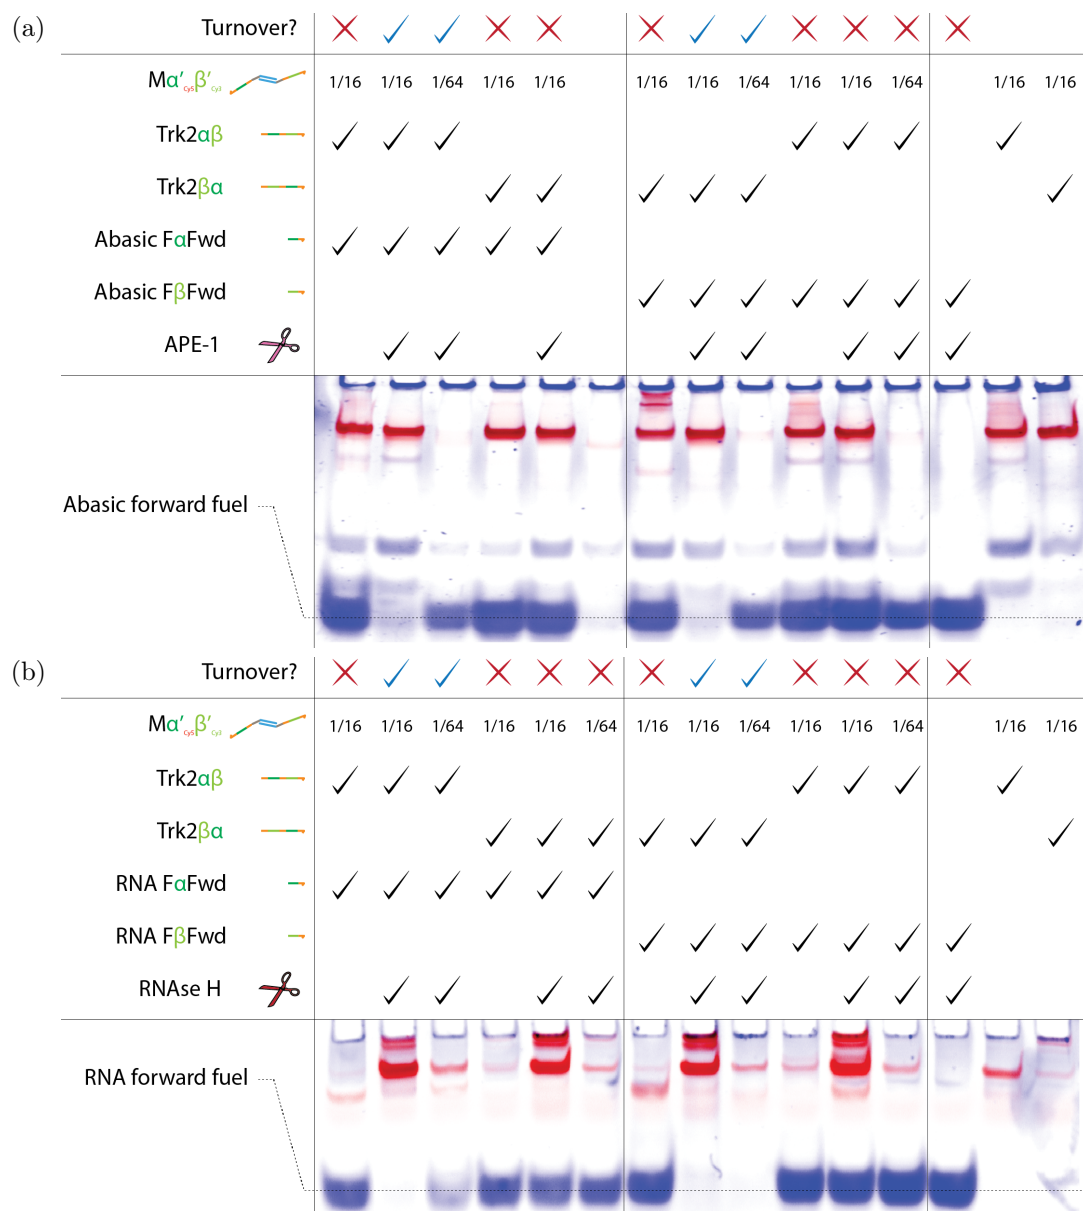 (a)
Turnover?
Mα′Cy5β′Cy3 1/16 1/16 1/64 1/16 1/16 1/16 1/16 1/64 1/16 1/16 1/64 1/16 1/16
Trk2αβ
Trk2βα
Abasic FαFwd
Abasic FβFwd
APE-1
Abasic forward fuel
(b)
Turnover?
Mα′Cy5β′Cy3 1/16 1/16 1/64 1/16 1/16 1/64 1/16 1/16 1/64 1/16 1/16 1/64 1/16 1/16
Trk2αβ
Trk2βα
RNA FαFwd
RNA FβFwd
RNAse H
RNA forward fuel